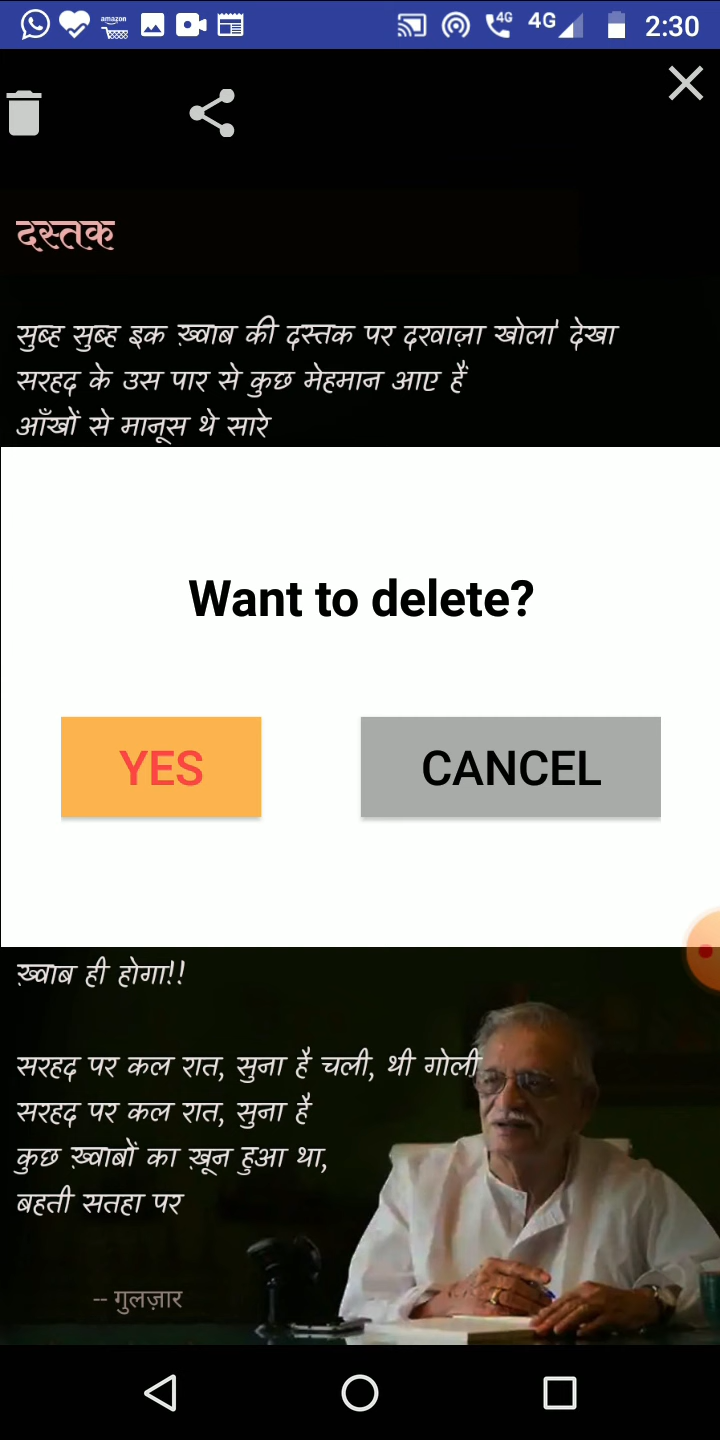 amazon
4G
4G
2:30
दस्तक
सुब्ह सुब्ह इक ख़्वाब की दस्तक पर दरवाज़ा खोला' देखा
सरहद के उस पार से कुछ मेहमान आए हैं
आँखों से मानूस थे सारे
Want to delete?
YES
CANCEL
ख़्वाब ही होगा!!
सरहद पर कल रात, सुना है चली, थी गोली
सरहद पर कल रात, सुना है
कुछ ख़्वाबों का ख़ून हुआ था,
बहती सतहा पर
-- गुलज़ार